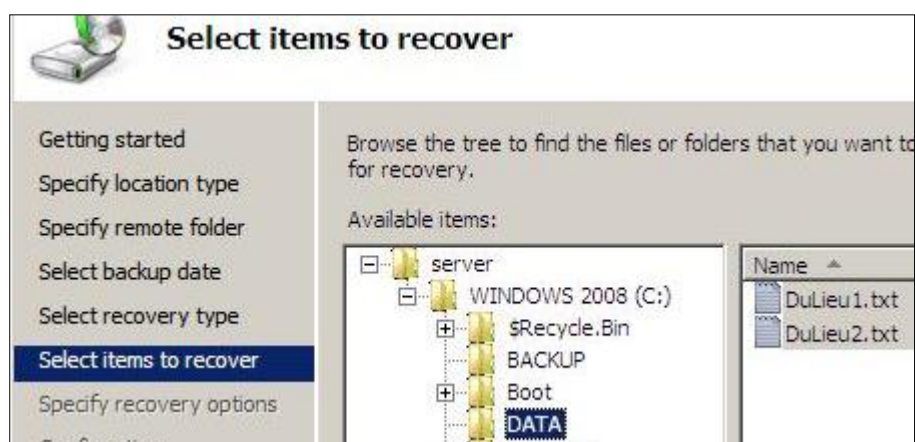 Select items to recover
Getting started
Specify location type
Specify remote folder
Select backup date
Select recovery type
Select items to recover
Specify recovery options
Browse the tree to find the files or folders that you want to
for recovery.
Available items:
server
WINDOWS 2008 (C:)
$Recycle.Bin
BACKUP
Boot
DATA
Name
DuLieu1.txt
DuLieu2.txt